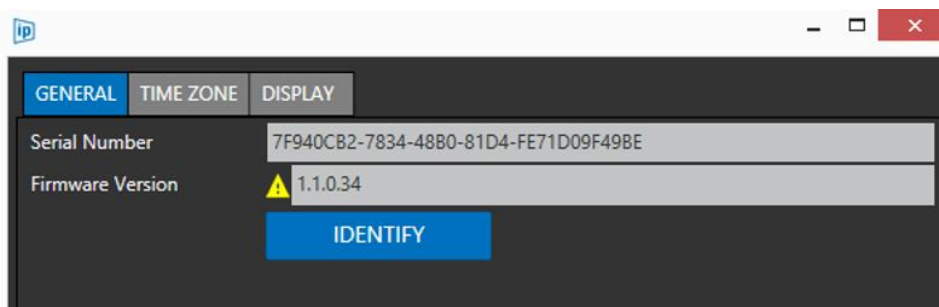 ip
GENERAL TIME ZONE DISPLAY
Serial Number 7F940CB2-7834-48B0-81D4-FE71D09F49BE
Firmware Version 1.1.0.34
IDENTIFY